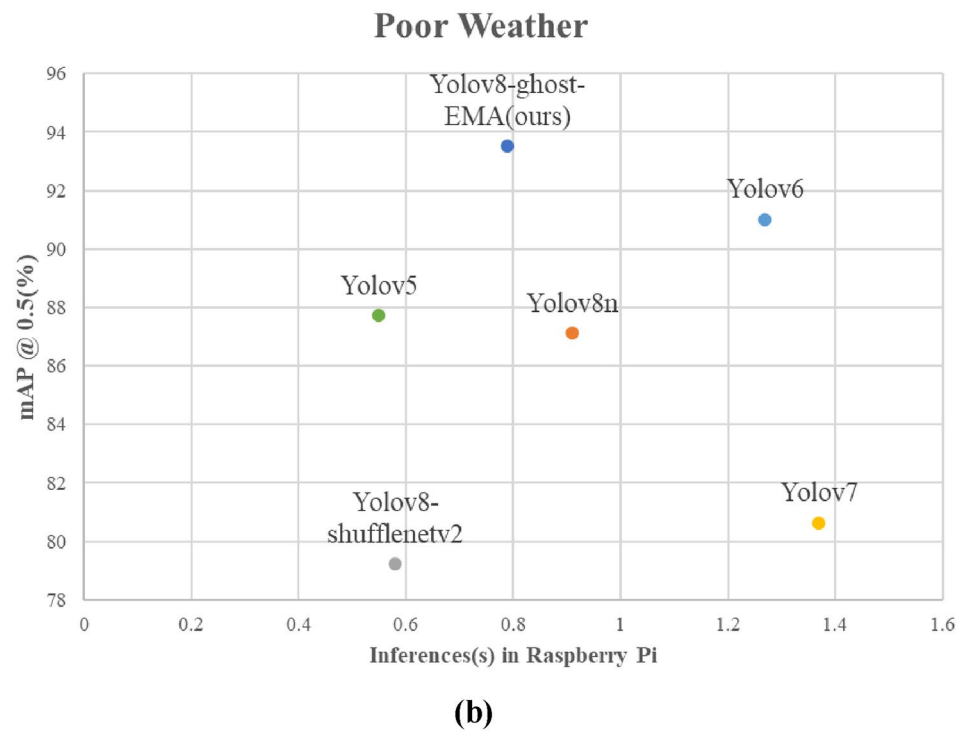 Poor Weather
96
94
92
90
88
86
84
82
80
78
mAP @ 0.5(%)
Yolov8-ghost-
EMA(ours)
Yolov6
Yolov5
Yolov8n
Yolov8-
shufflenetv2
Yolov7
0 0.2 0.4 0.6 0.8 1 1.2 1.4 1.6
Inferences(s) in Raspberry Pi
(b)